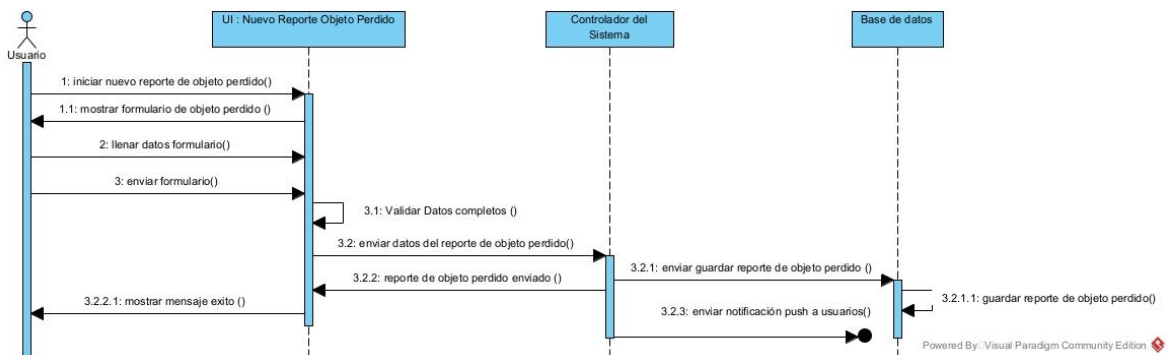 UI : Nuevo Reporte Objeto Perdido
Controlador del
Sistema
Base de datos
Usuario
1: iniciar nuevo reporte de objeto perdido()
1.1: mostrar formulario de objeto perdido ()
2: llenar datos formulario()
3: enviar formulario()
3.1: Validar Datos completos ()
3.2: enviar datos del reporte de objeto perdido()
3.2.1: enviar guardar reporte de objeto perdido ()
3.2.2: reporte de objeto perdido enviado ()
3.2.1.1: guardar reporte de objeto perdido()
3.2.2.1: mostrar mensaje exito ()
3.2.3: enviar notificación push a usuarios()
Powered By Visual Paradigm Community Edition